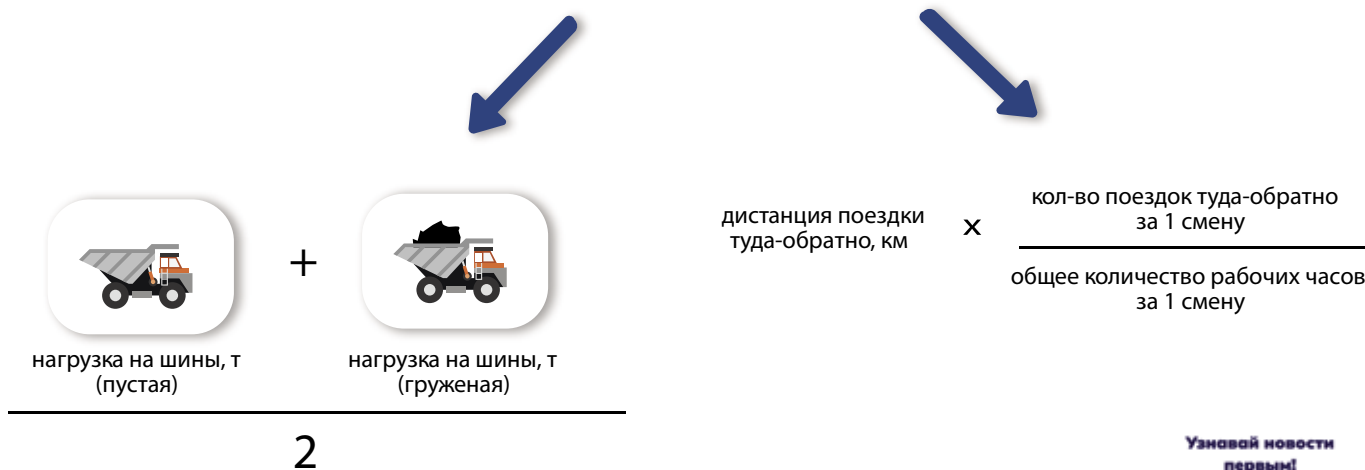 +
нагрузка на шины, т
(пустая)
нагрузка на шины, т
(груженая)
2
дистанция поездки
туда-обратно, км
x
кол-во поездок туда-обратно
за 1 смену
общее количество рабочих часов
за 1 смену
Узнавай новости
первым!